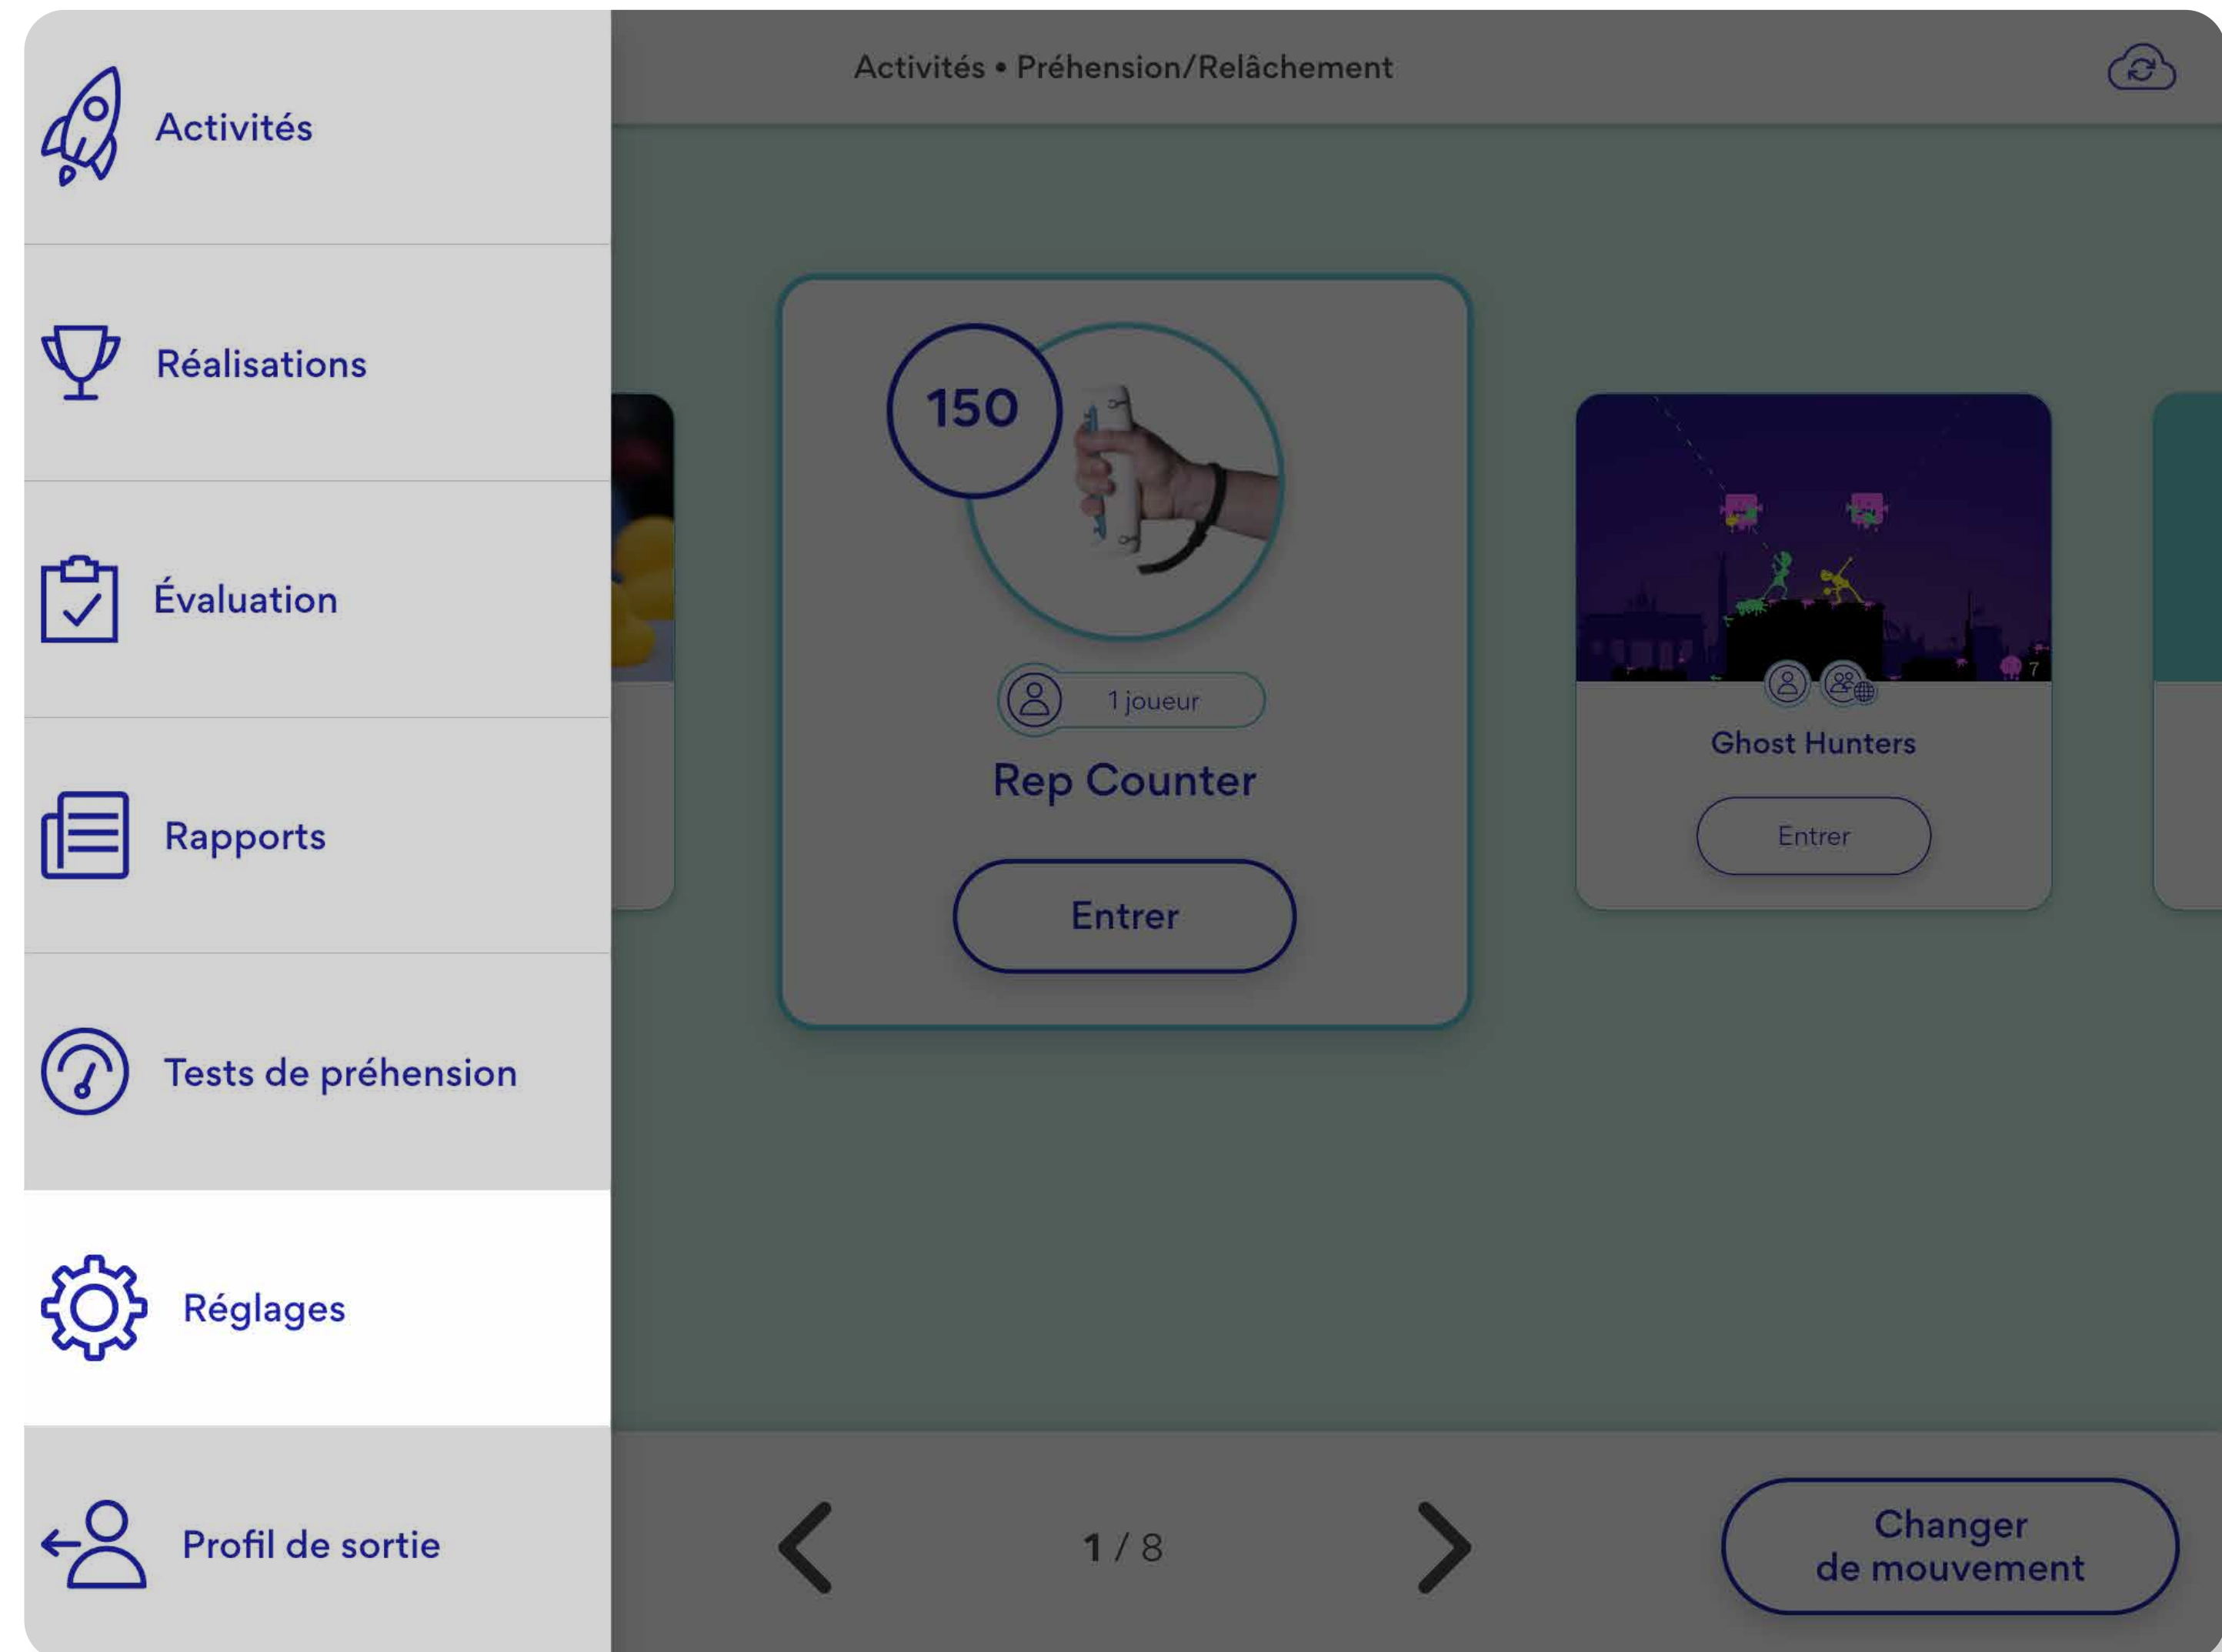 Activités
Réalisations
Évaluation
Rapports
Tests de préhension
Réglages
Profil de sortie
Activités • Préhension/Relâchement
150
1 joueur
Rep Counter
Entrer
7
Ghost Hunters
Entrer
1 / 8
Changer
de mouvement